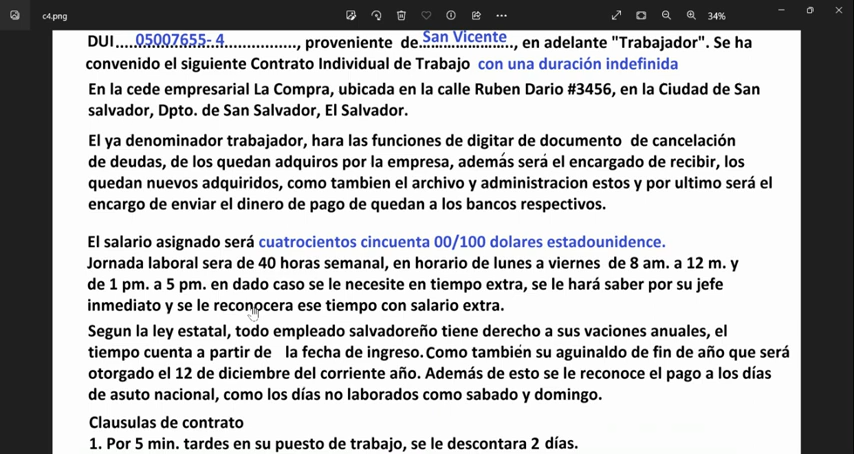 c4.png
34%
DUI....05007655- 4...................., proveniente de..San Vicente.., en adelante "Trabajador". Se ha
convenido el siguiente Contrato Individual de Trabajo con una duración indefinida
En la cede empresarial La Compra, ubicada en la calle Ruben Dario #3456, en la Ciudad de San
salvador, Dpto. de San Salvador, El Salvador.
El ya denominador trabajador, hara las funciones de digitar de documento de cancelación
de deudas, de los quedan adquiros por la empresa, además será el encargado de recibir, los
quedan nuevos adquiridos, como tambien el archivo y administracion estos y por ultimo será el
encargo de enviar el dinero de pago de quedan a los bancos respectivos.
El salario asignado será cuatrocientos cincuenta 00/100 dolares estadounidence.
Jornada laboral sera de 40 horas semanal, en horario de lunes a viernes de 8 am. a 12 m. y
de 1 pm. a 5 pm. en dado caso se le necesite en tiempo extra, se le hará saber por su jefe
inmediato y se le reconocera ese tiempo con salario extra.
Segun la ley estatal, todo empleado salvadoreño tiene derecho a sus vaciones anuales, el
tiempo cuenta a partir de la fecha de ingreso. Como también su aguinaldo de fin de año que será
otorgado el 12 de diciembre del corriente año. Además de esto se le reconoce el pago a los días
de asuto nacional, como los días no laborados como sabado y domingo.
Clausulas de contrato
1. Por 5 min. tardes en su puesto de trabajo, se le descontara 2 días.